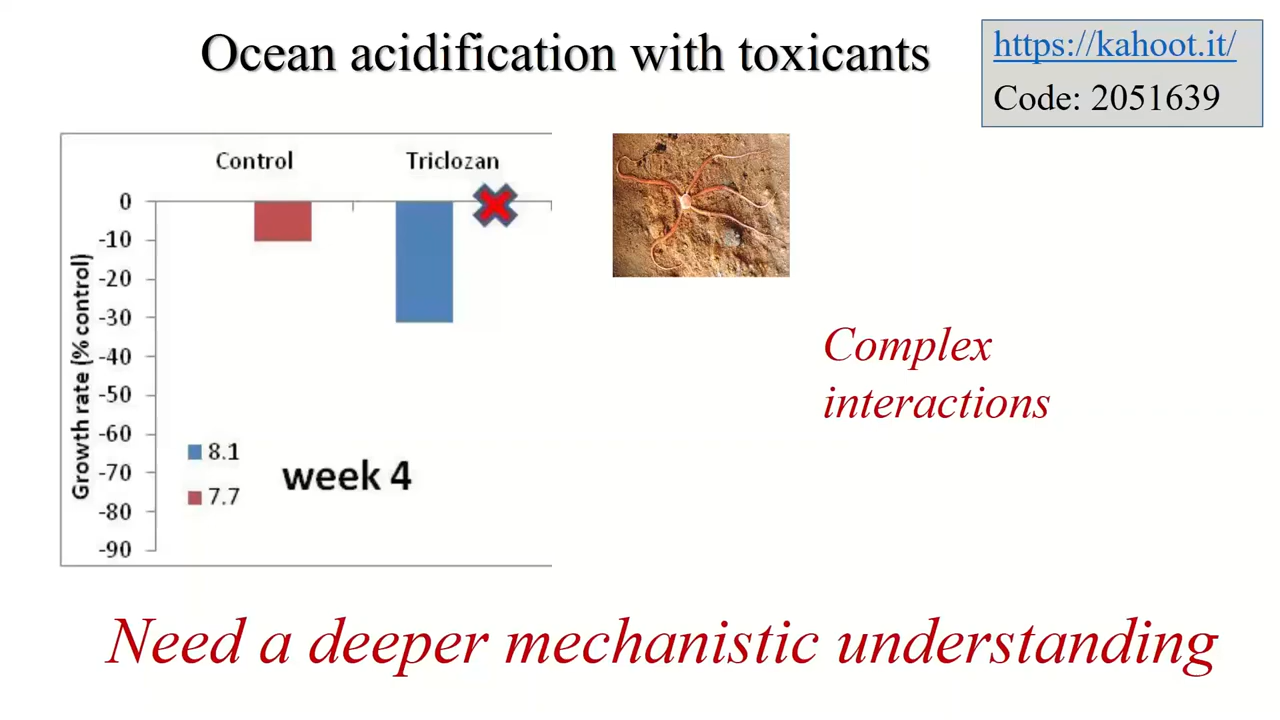 Ocean acidification with toxicants
https://kahoot.it/
Code: 2051639
Control
Triclozan
0
-10
-20
-30
-40
-50
-60
-70
-80
-90
Growth rate (% control)
8.1
7.7
week 4
Complex
interactions
Need a deeper mechanistic understanding